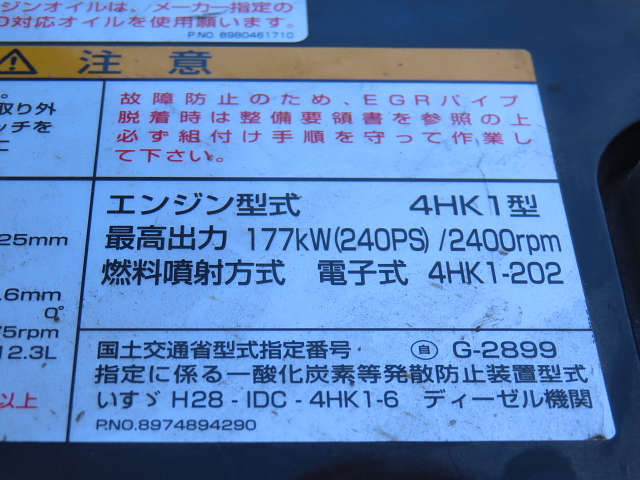 ジンオイルは、メーカー指定の
対応オイルを使用願います。
P.NO. 8980461710
注意
取り外
ッチを
故障防止のため、EGRパイプ
脱着時は整備要領書を参照の上
必ず組付け手順を守って作業し
て下さい。
エンジン型式 4HK1型
最高出力 177kW(240PS)/2400rpm
燃料噴射方式 電子式 4HK1-202
25mm
.6mm
0°
75rpm
12.3L
以上
国土交通省型式指定番号 自 G-2899
指定に係る一酸化炭素等発散防止装置型式
いすゞ H28 - IDC - 4HK1-6 ディーゼル機関
P.NO.8974894290